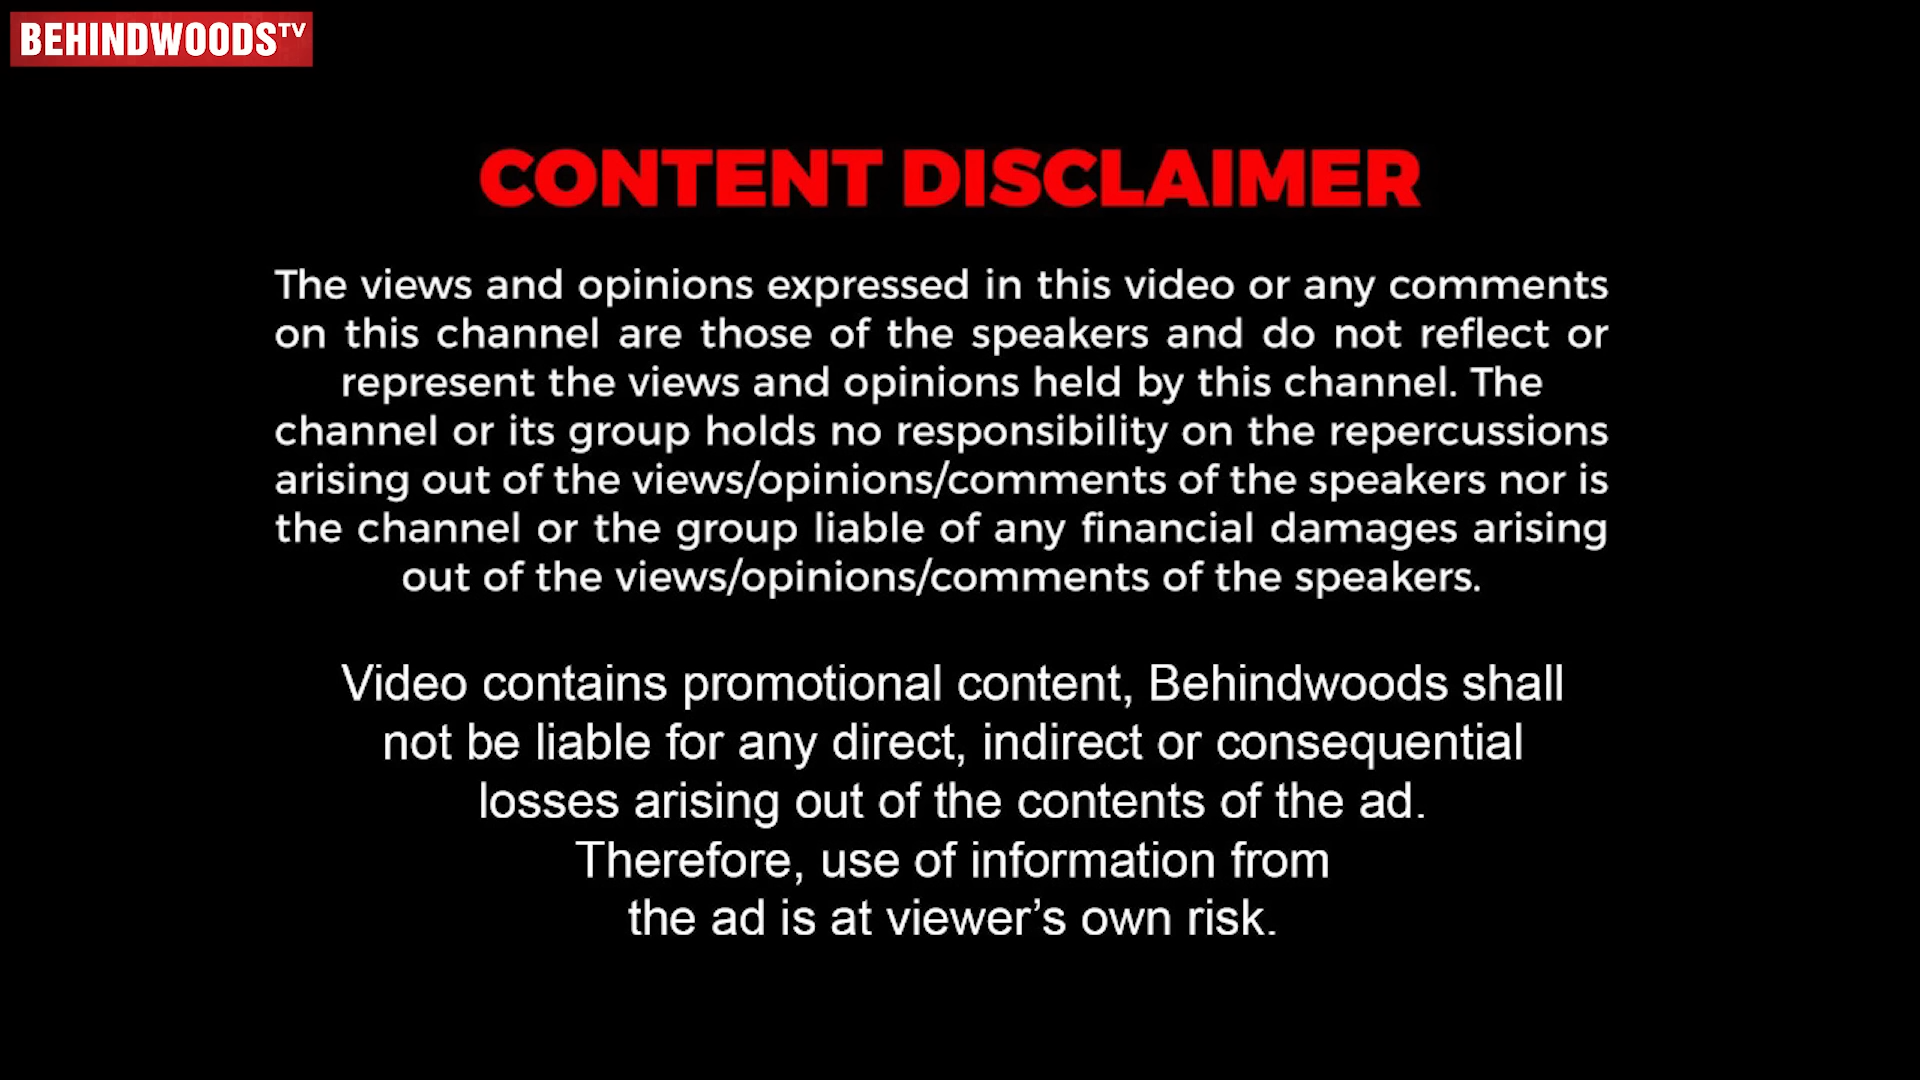 BEHINDWOODSTV
CONTENT DISCLAIMER
The views and opinions expressed in this video or any comments
on this channel are those of the speakers and do not reflect or
represent the views and opinions held by this channel. The
channel or its group holds no responsibility on the repercussions
arising out of the views/opinions/comments of the speakers nor is
the channel or the group liable of any financial damages arising
out of the views/opinions/comments of the speakers.
Video contains promotional content, Behindwoods shall
not be liable for any direct, indirect or consequential
losses arising out of the contents of the ad.
Therefore, use of information from
the ad is at viewer’s own risk.